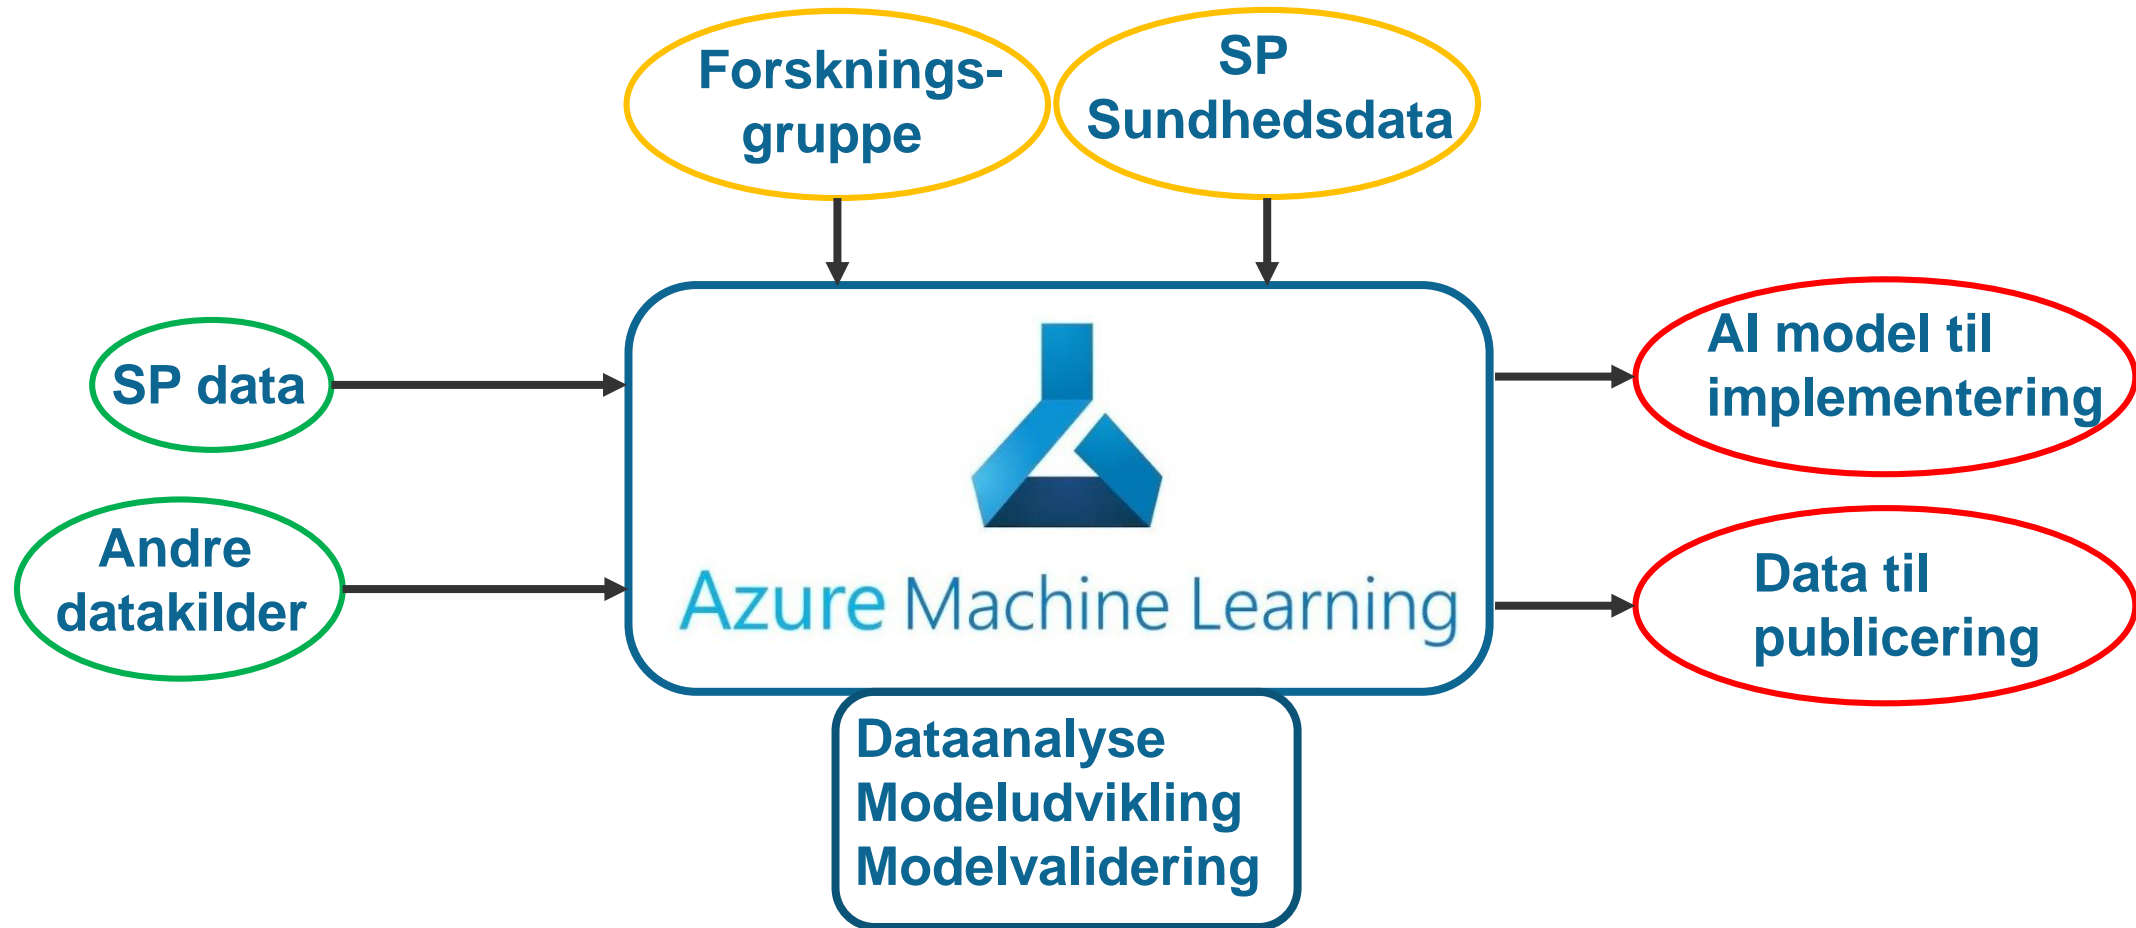 Forsknings-
gruppe
SP
Sundhedsdata
SP data
Andre
datakilder
Azure Machine Learning
AI model til
implementering
Data til
publicering
Dataanalyse
Modeludvikling
Modelvalidering